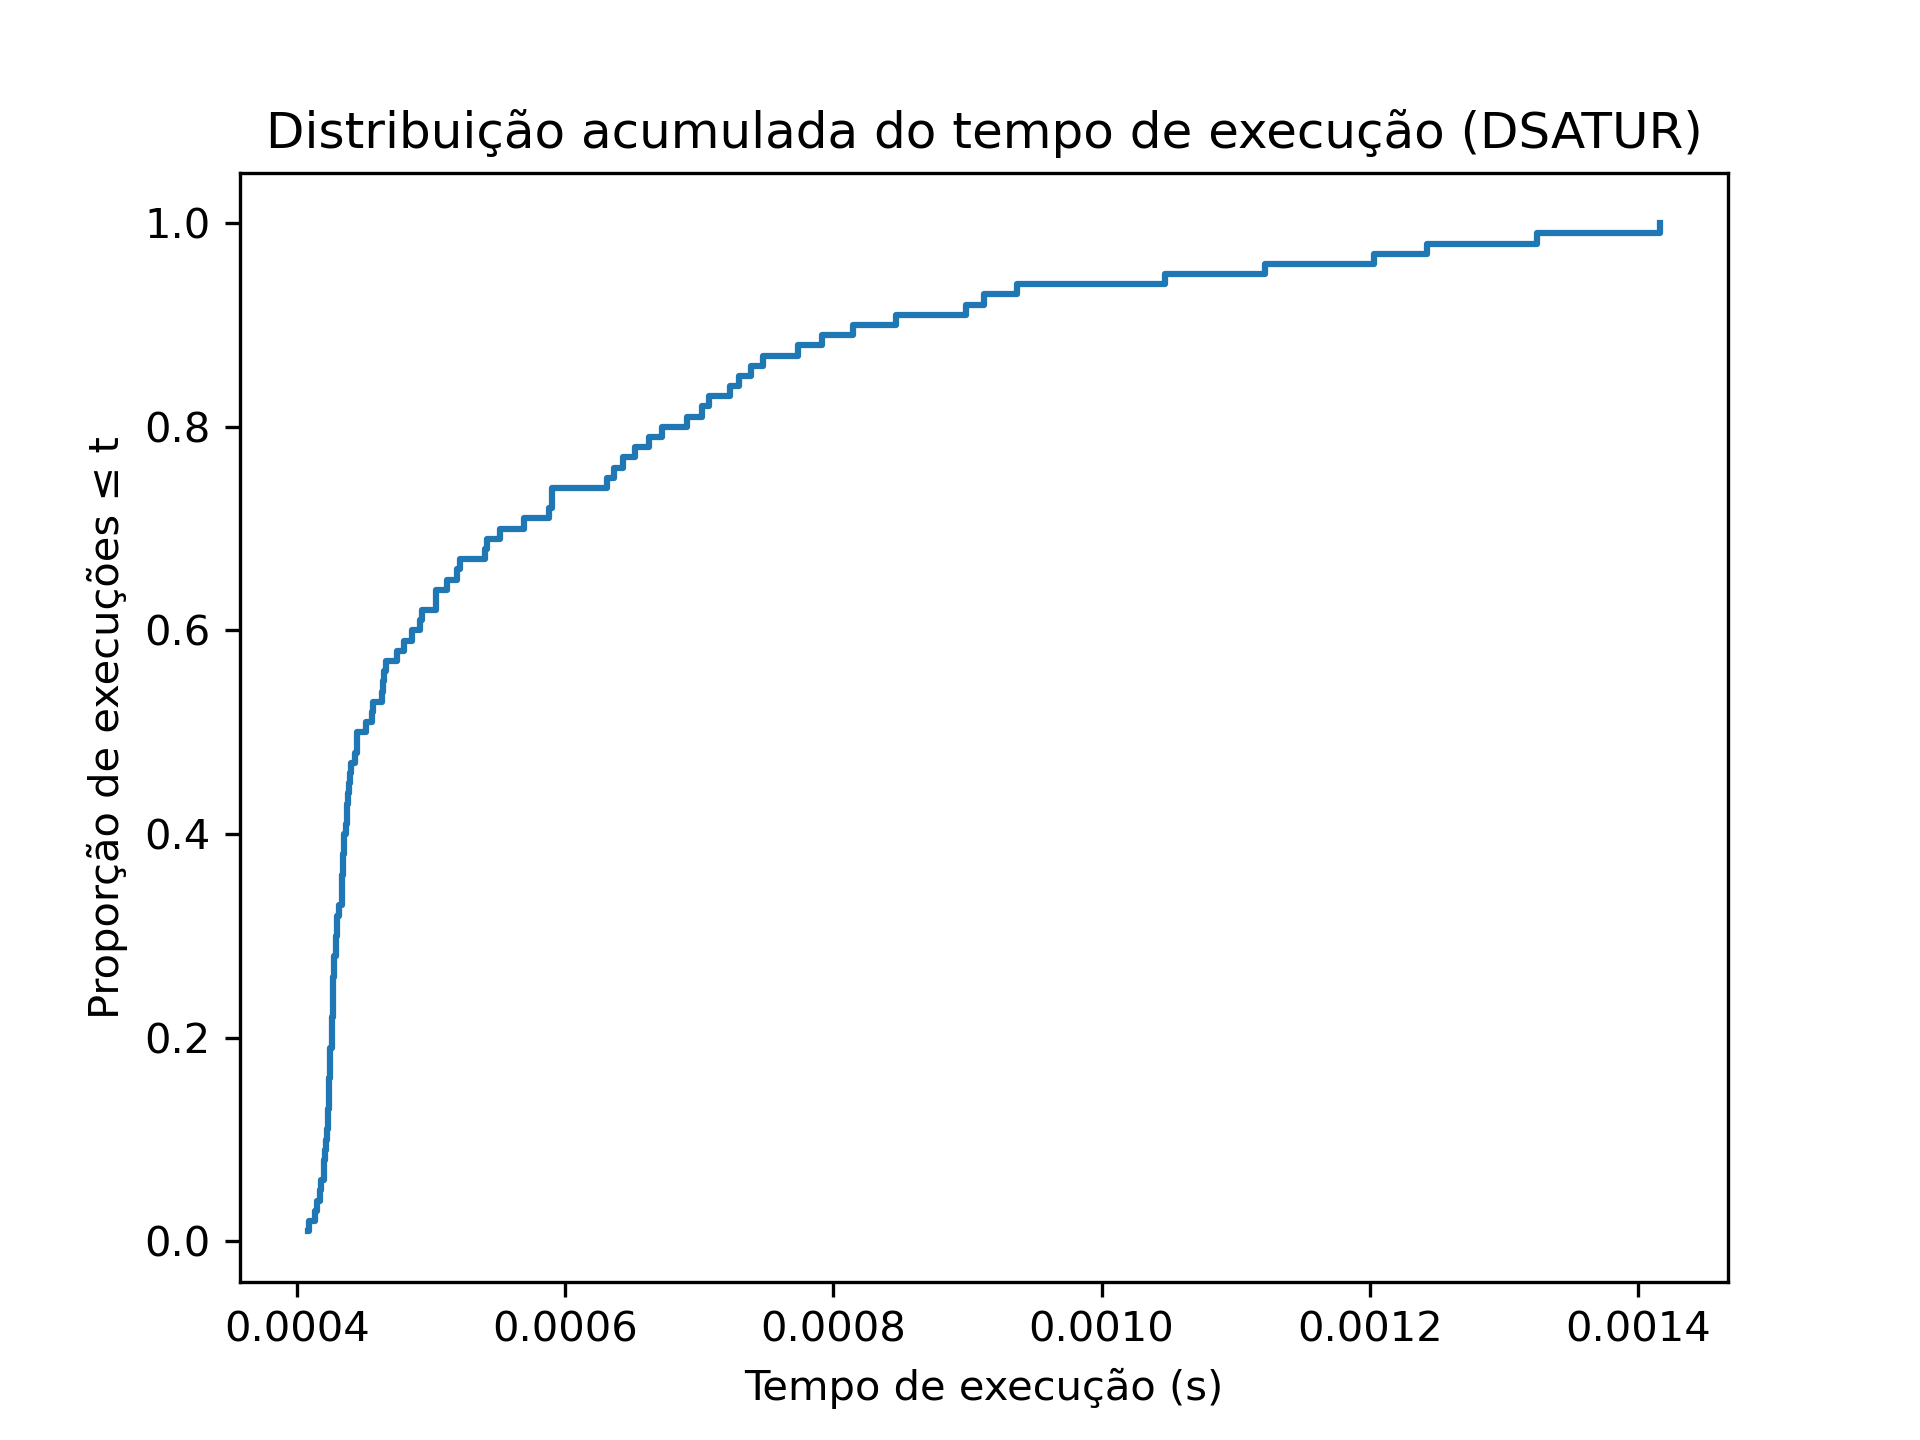 Distribuição acumulada do tempo de execução (DSATUR)
Proporção de execuções ≤ t
1.0
0.8
0.6
0.4
0.2
0.0
0.0004 0.0006 0.0008 0.0010 0.0012 0.0014
Tempo de execução (s)